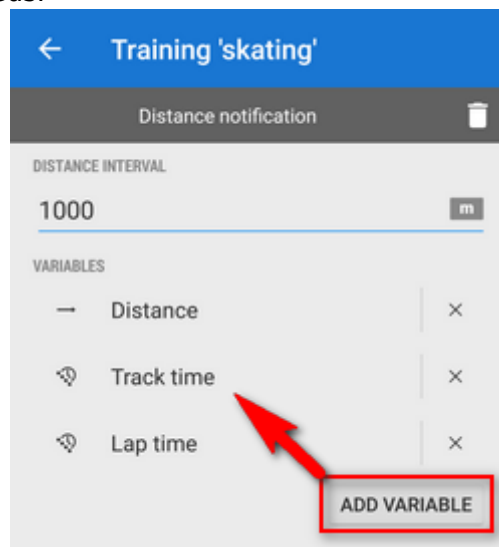 Training 'skating'
Distance notification
DISTANCE INTERVAL
1000 m
VARIABLES
Distance
Track time
Lap time
ADD VARIABLE